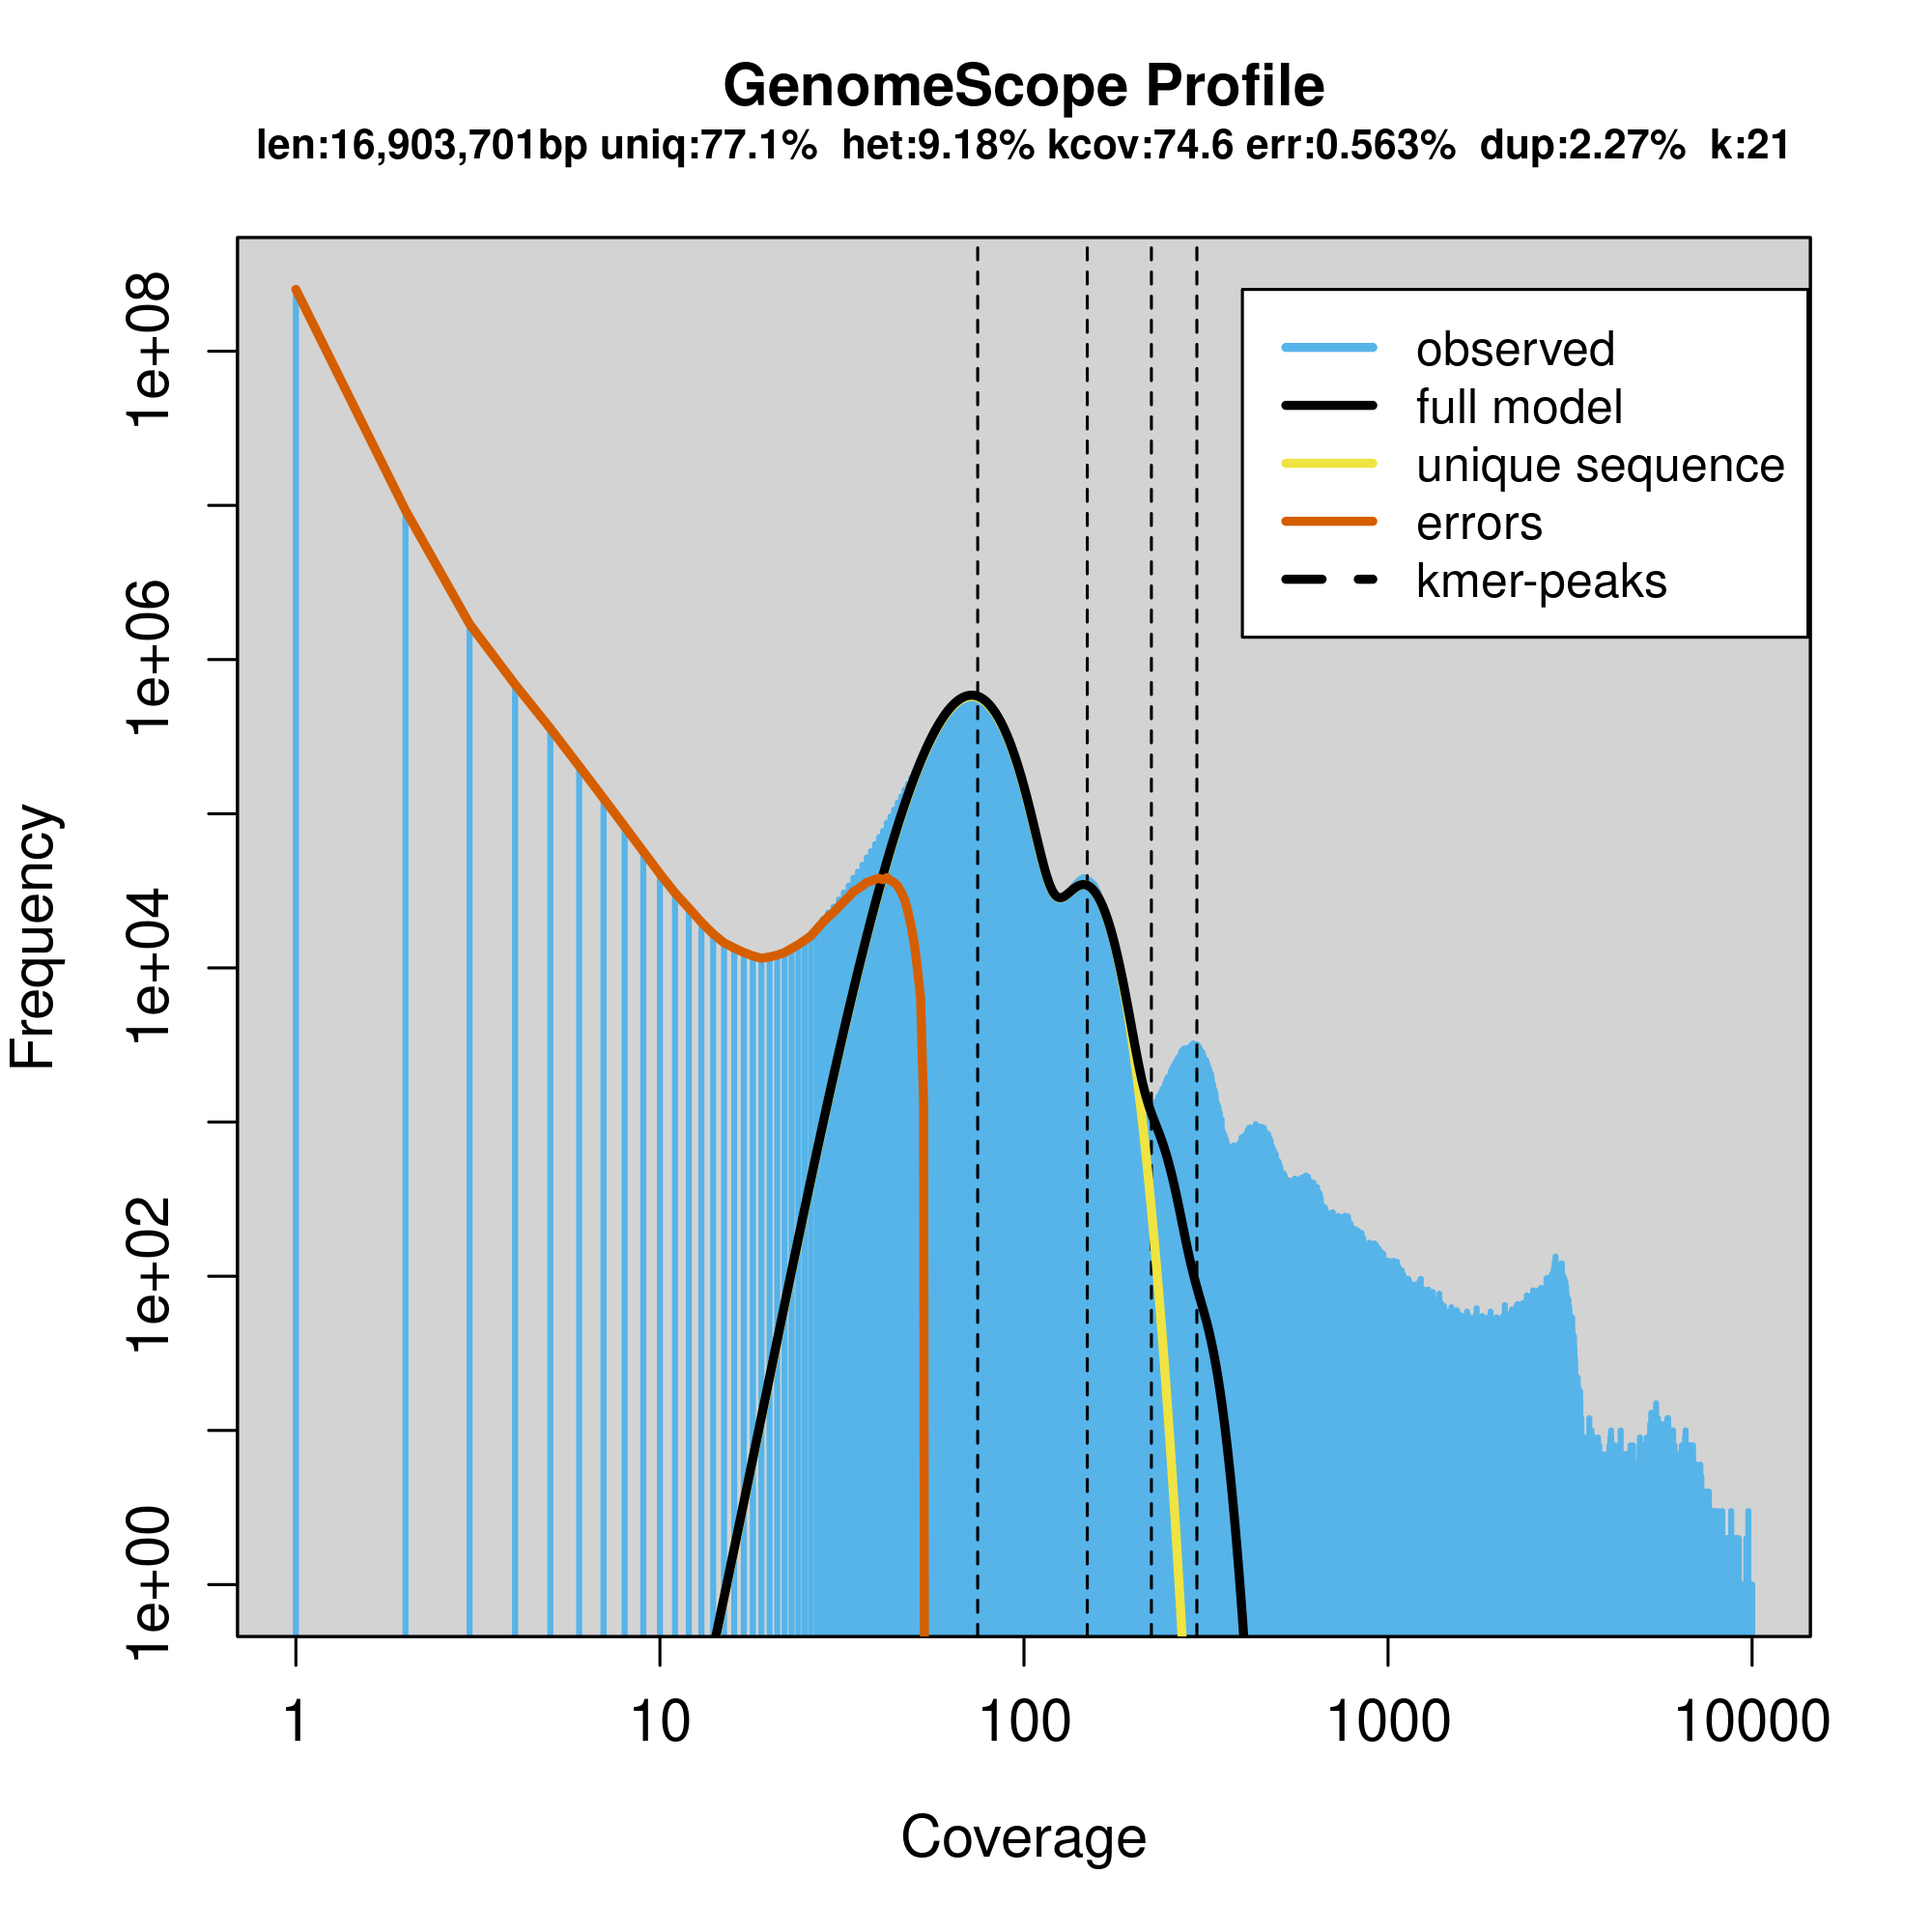 GenomeScope Profile
len:16,903,701bp uniq:77.1% het:9.18% kcov:74.6 err:0.563% dup:2.27% k:21
observed
full model
unique sequence
errors
kmer-peaks
Frequency
1e+08
1e+06
1e+04
1e+02
1e+00
1 10 100 1000 10000
Coverage